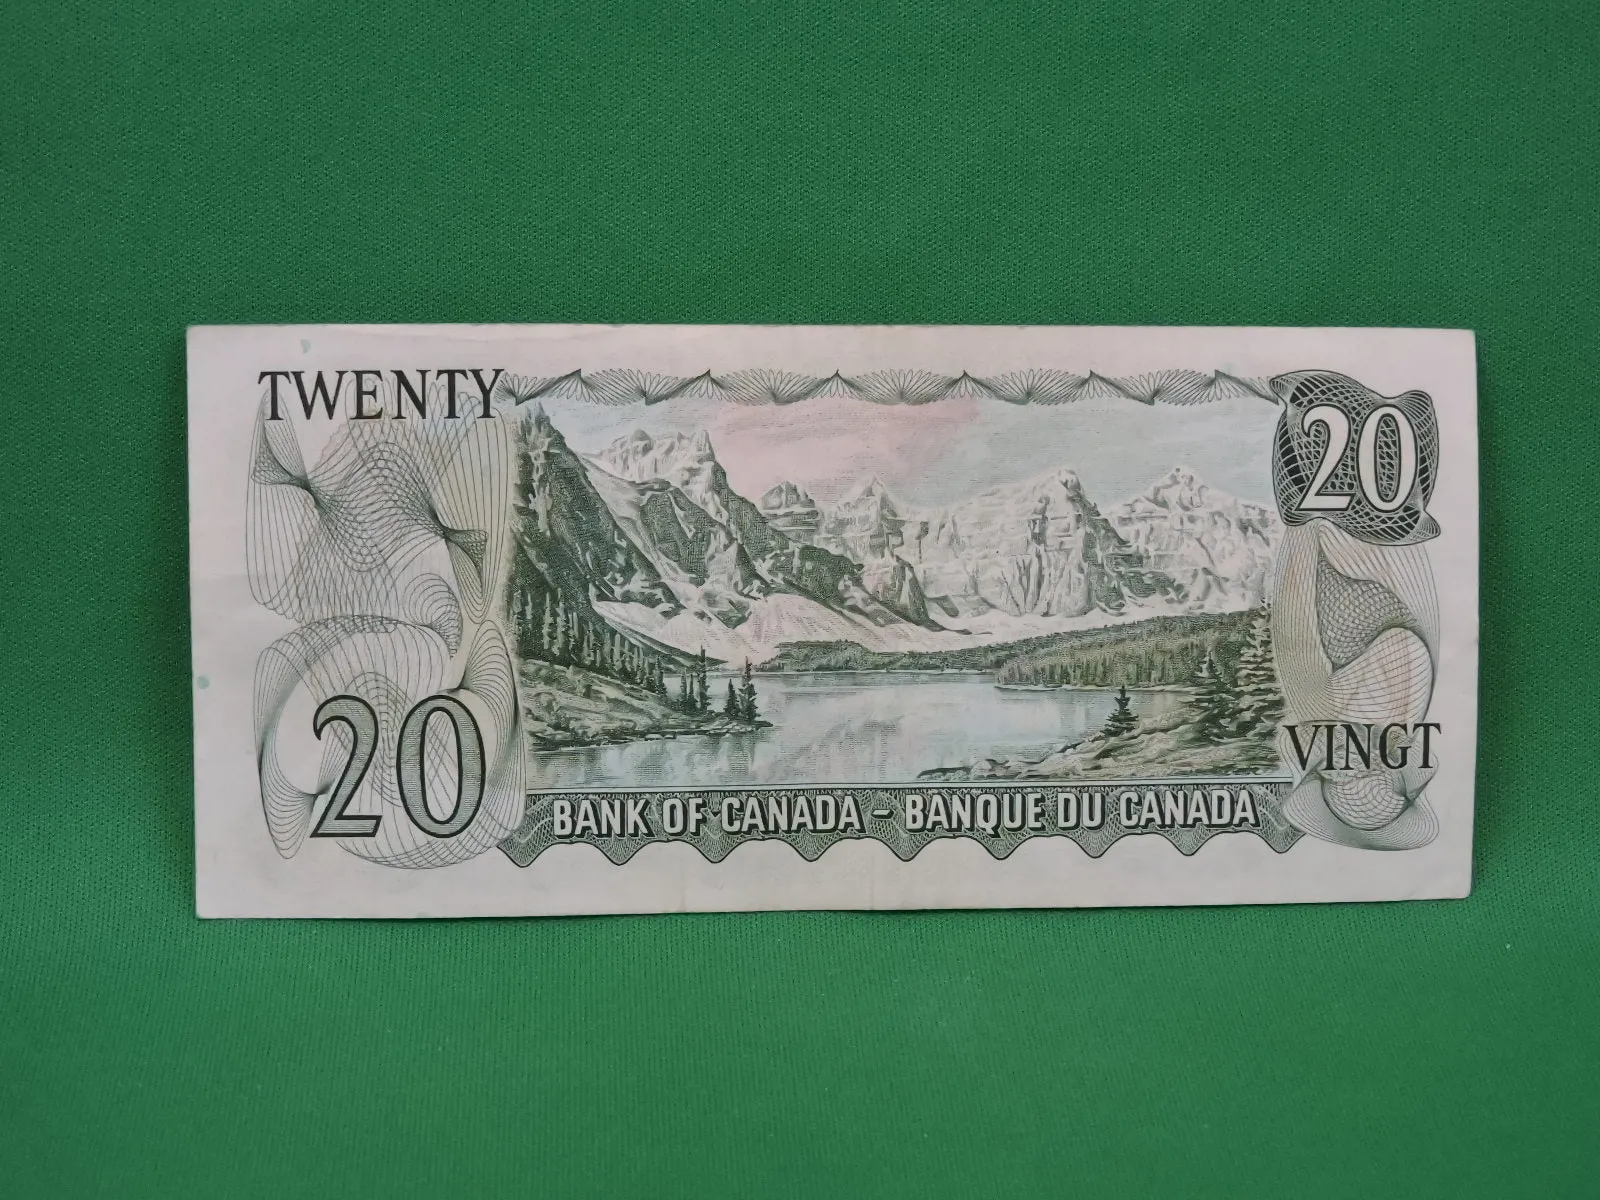 TWENTY
20
20
VINGT
BANK OF CANADA - BANQUE DU CANADA